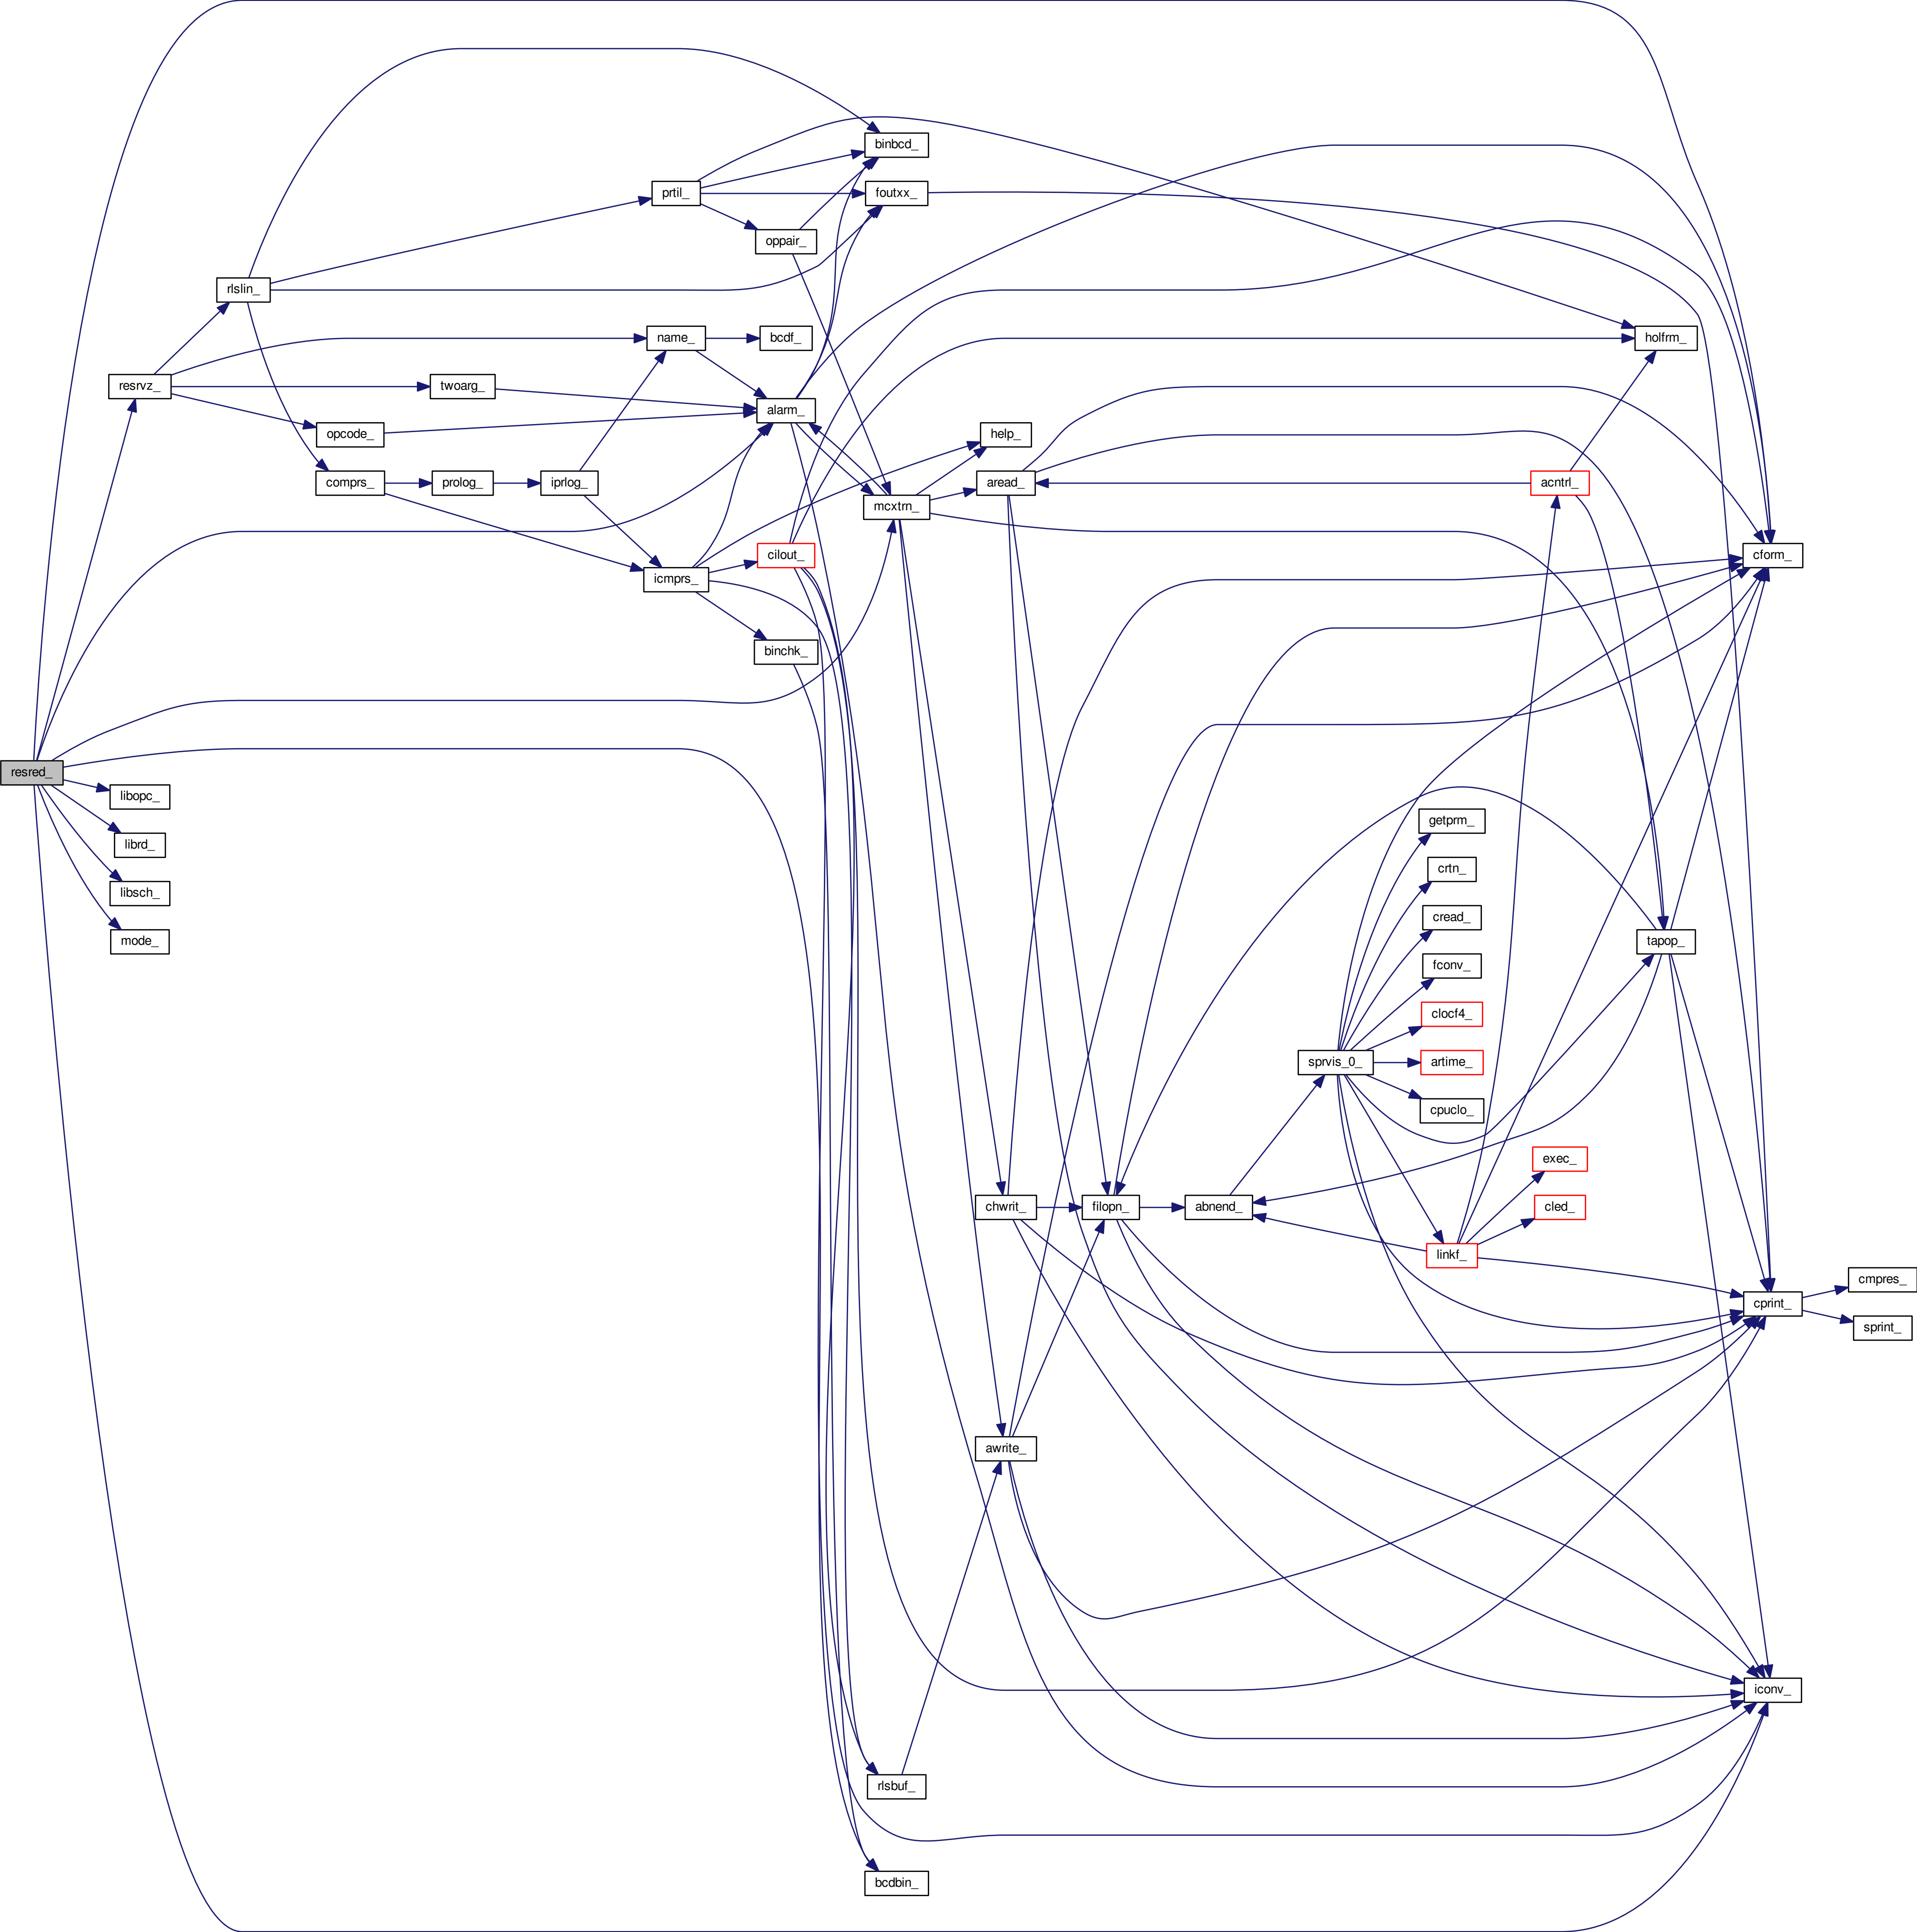 binbcd_
prtil_
foutxx_
oppair_
rlslin_
name_
bcdf_
holfrm_
resrvz_
twoarg_
alarm_
opcode_
help_
comprs_
prolog_
iprlog_
aread_
acntrl_
mcxtrn_
cilout_
cform_
icmprs_
binchk_
resred_
libopc_
getprm_
librd_
crtn_
libsch_
cread_
mode_
tapop_
fconv_
clocf4_
sprvis_0_
artime_
cpuclo_
exec_
chwrit_
filopn_
abnend_
cled_
linkf_
cmpres_
cprint_
sprint_
awrite_
iconv_
rlsbuf_
bcdbin_